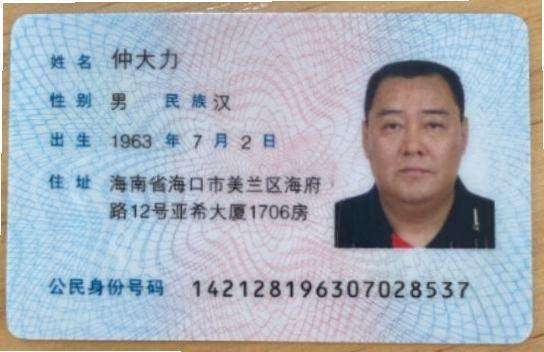 姓名 仲大力
性别 男 民族 汉
出生 1963 年 7 月 2 日
住址 海南省海口市美兰区海府
路12号亚希大厦1706房
公民身份号码 142128196307028537